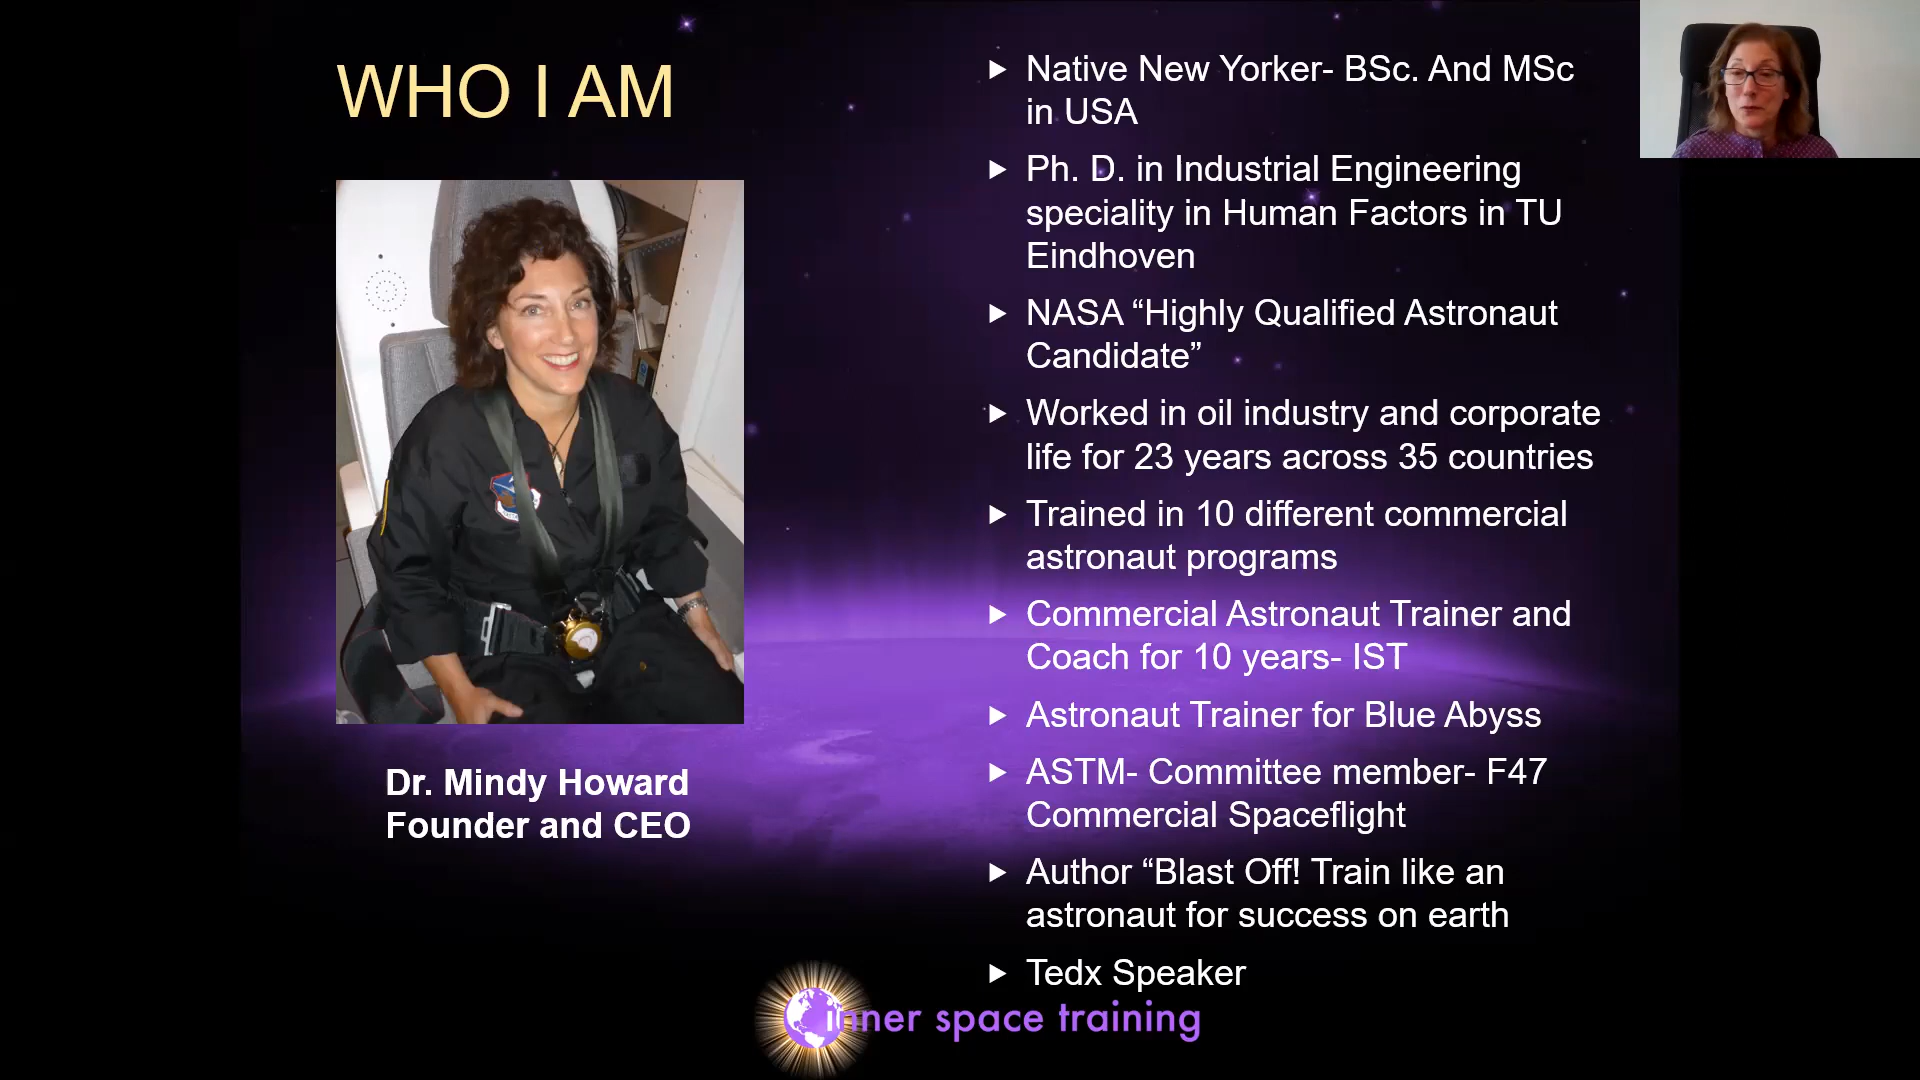 WHO I AM
Dr. Mindy Howard
Founder and CEO
Native New Yorker- BSc. And MSc
in USA
Ph. D. in Industrial Engineering
speciality in Human Factors in TU
Eindhoven
NASA “Highly Qualified Astronaut
Candidate”
Worked in oil industry and corporate
life for 23 years across 35 countries
Trained in 10 different commercial
astronaut programs
Commercial Astronaut Trainer and
Coach for 10 years- IST
Astronaut Trainer for Blue Abyss
ASTM- Committee member- F47
Commercial Spaceflight
Author “Blast Off! Train like an
astronaut for success on earth
Tedx Speaker
inner space training